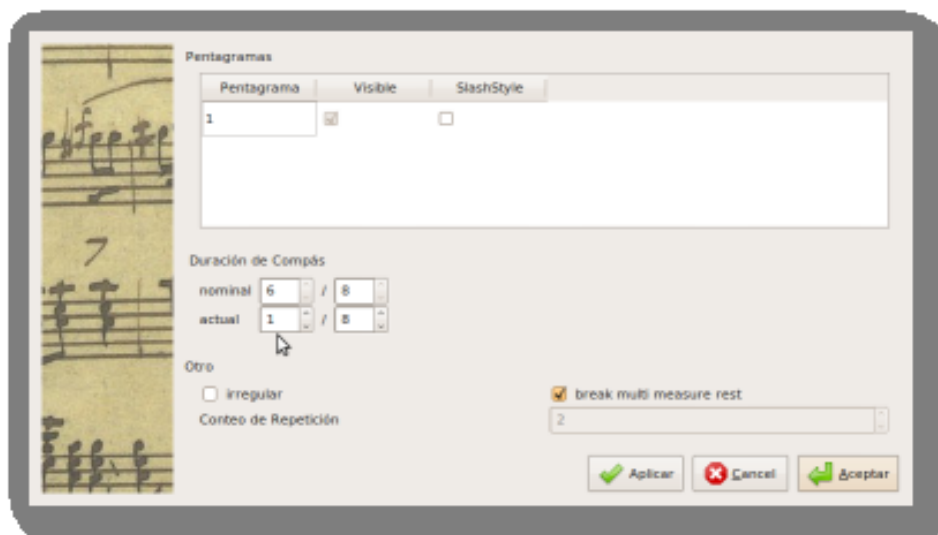 Pentagramas
Pentagrama Visible SlashStyle
1
Duración de Compás
nominal 6 / 8
actual 1 / 8
Otro
irregular break multi measure rest
Conteo de Repetición 2
Aplicar Cancel Aceptar